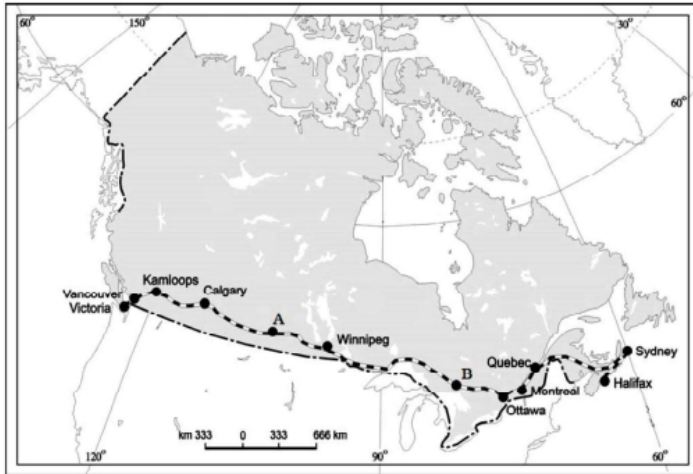 60°
150°
30°
60°
Kamloops
Vancouver
Calgary
Victoria
A
Winnipeg
Quebec
Sydney
B
Montreal
Halifax
Ottawa
km 333 0 333 666 km
120°
90°
60°